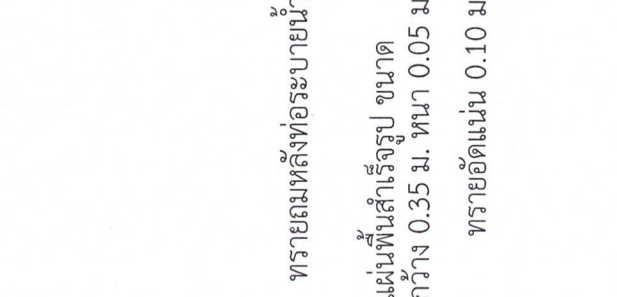 ทรายถมหลังท่อระบายน้ำ
แผ่นพื้นสำเร็จรูป ขนาด
กว้าง 0.35 ม. หนา 0.05 ม
ทรายอัดแน่น 0.10 ม